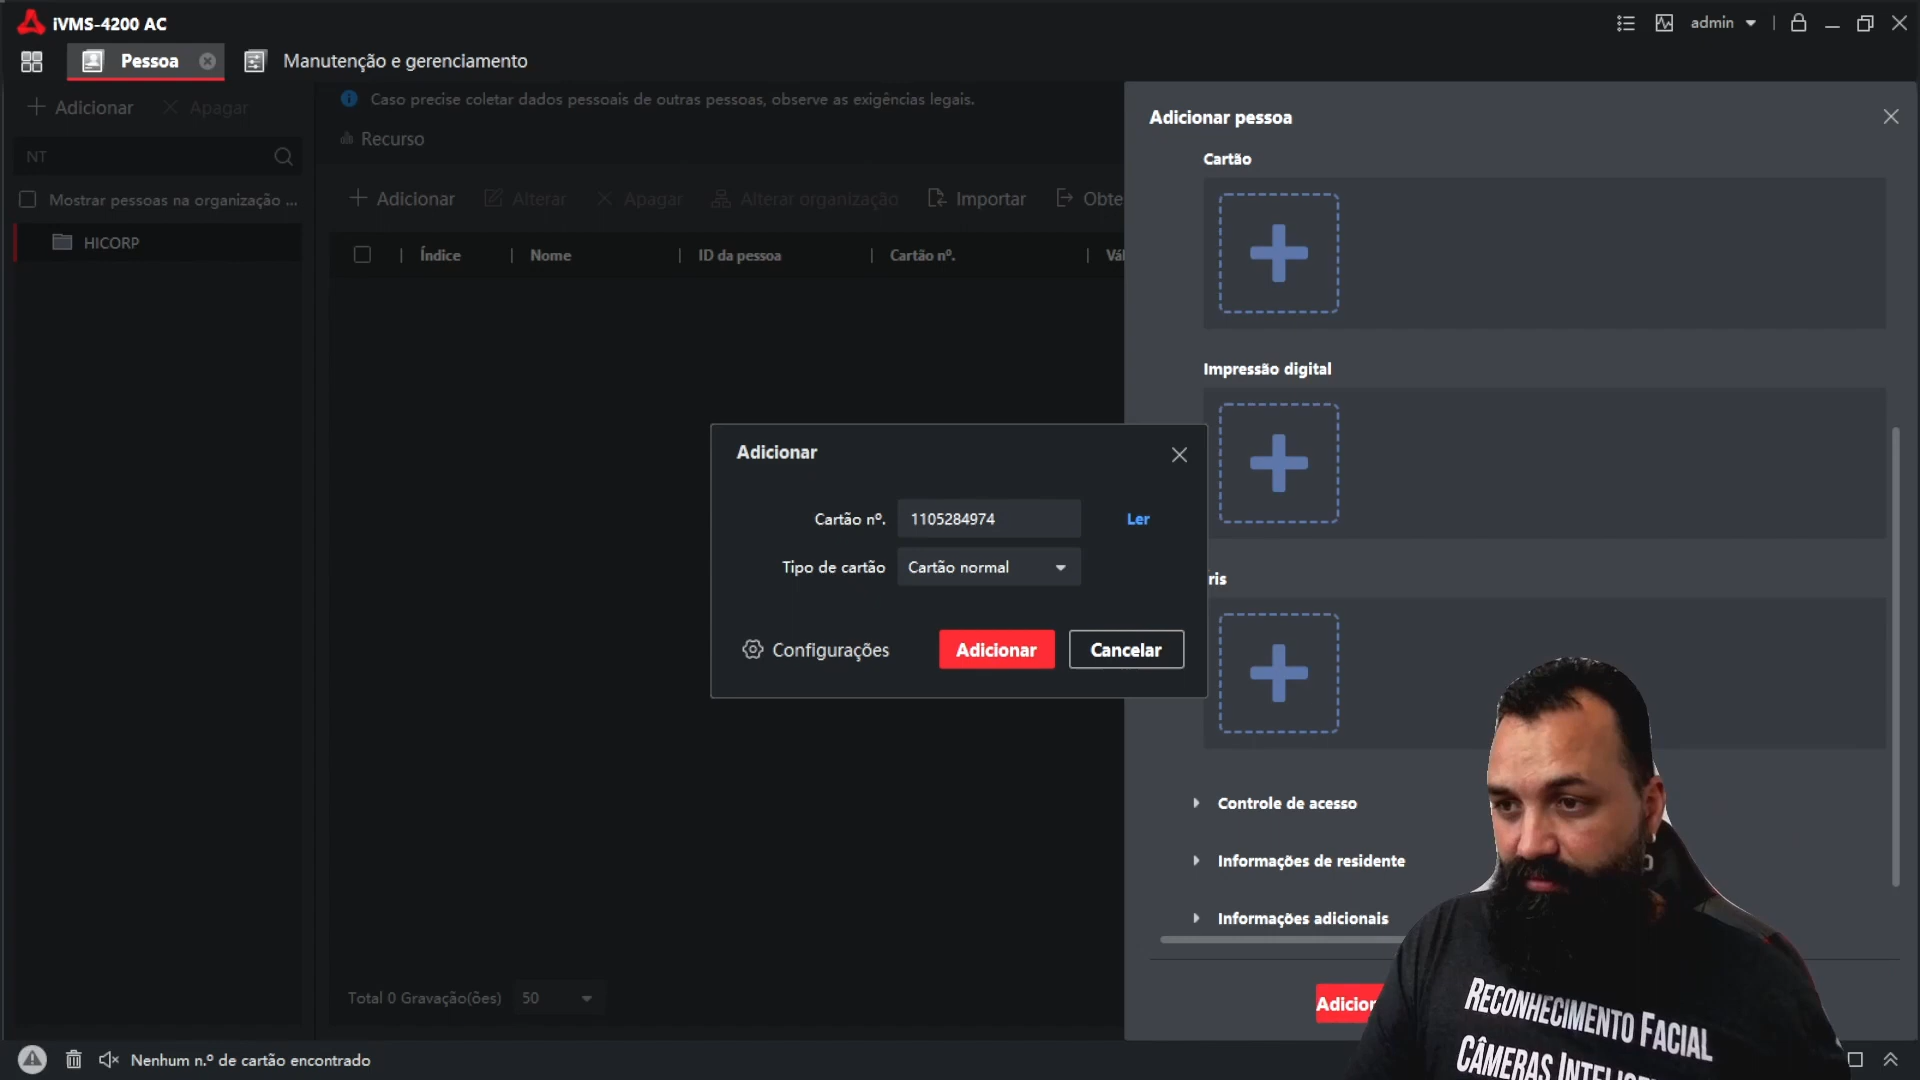 iVMS-4200 AC
admin
Pessoa
Manutenção e gerenciamento
Adicionar
Apagar
NT
Mostrar pessoas na organização ...
HICORP
Caso precise coletar dados pessoais de outras pessoas, observe as exigências legais.
Recurso
Adicionar
Alterar
Apagar
Alterar organização
Importar
Obte
Índice
Nome
ID da pessoa
Cartão nº.
Vál
Total 0 Gravação(ões)
50
Adicionar pessoa
Cartão
Impressão digital
ris
Controle de acesso
Informações de residente
Informações adicionais
Adicion
Adicionar
Cartão nº.
1105284974
Ler
Tipo de cartão
Cartão normal
Configurações
Adicionar
Cancelar
Nenhum n.º de cartão encontrado
RECONHECIMENTO FACIAL
CÂMERAS